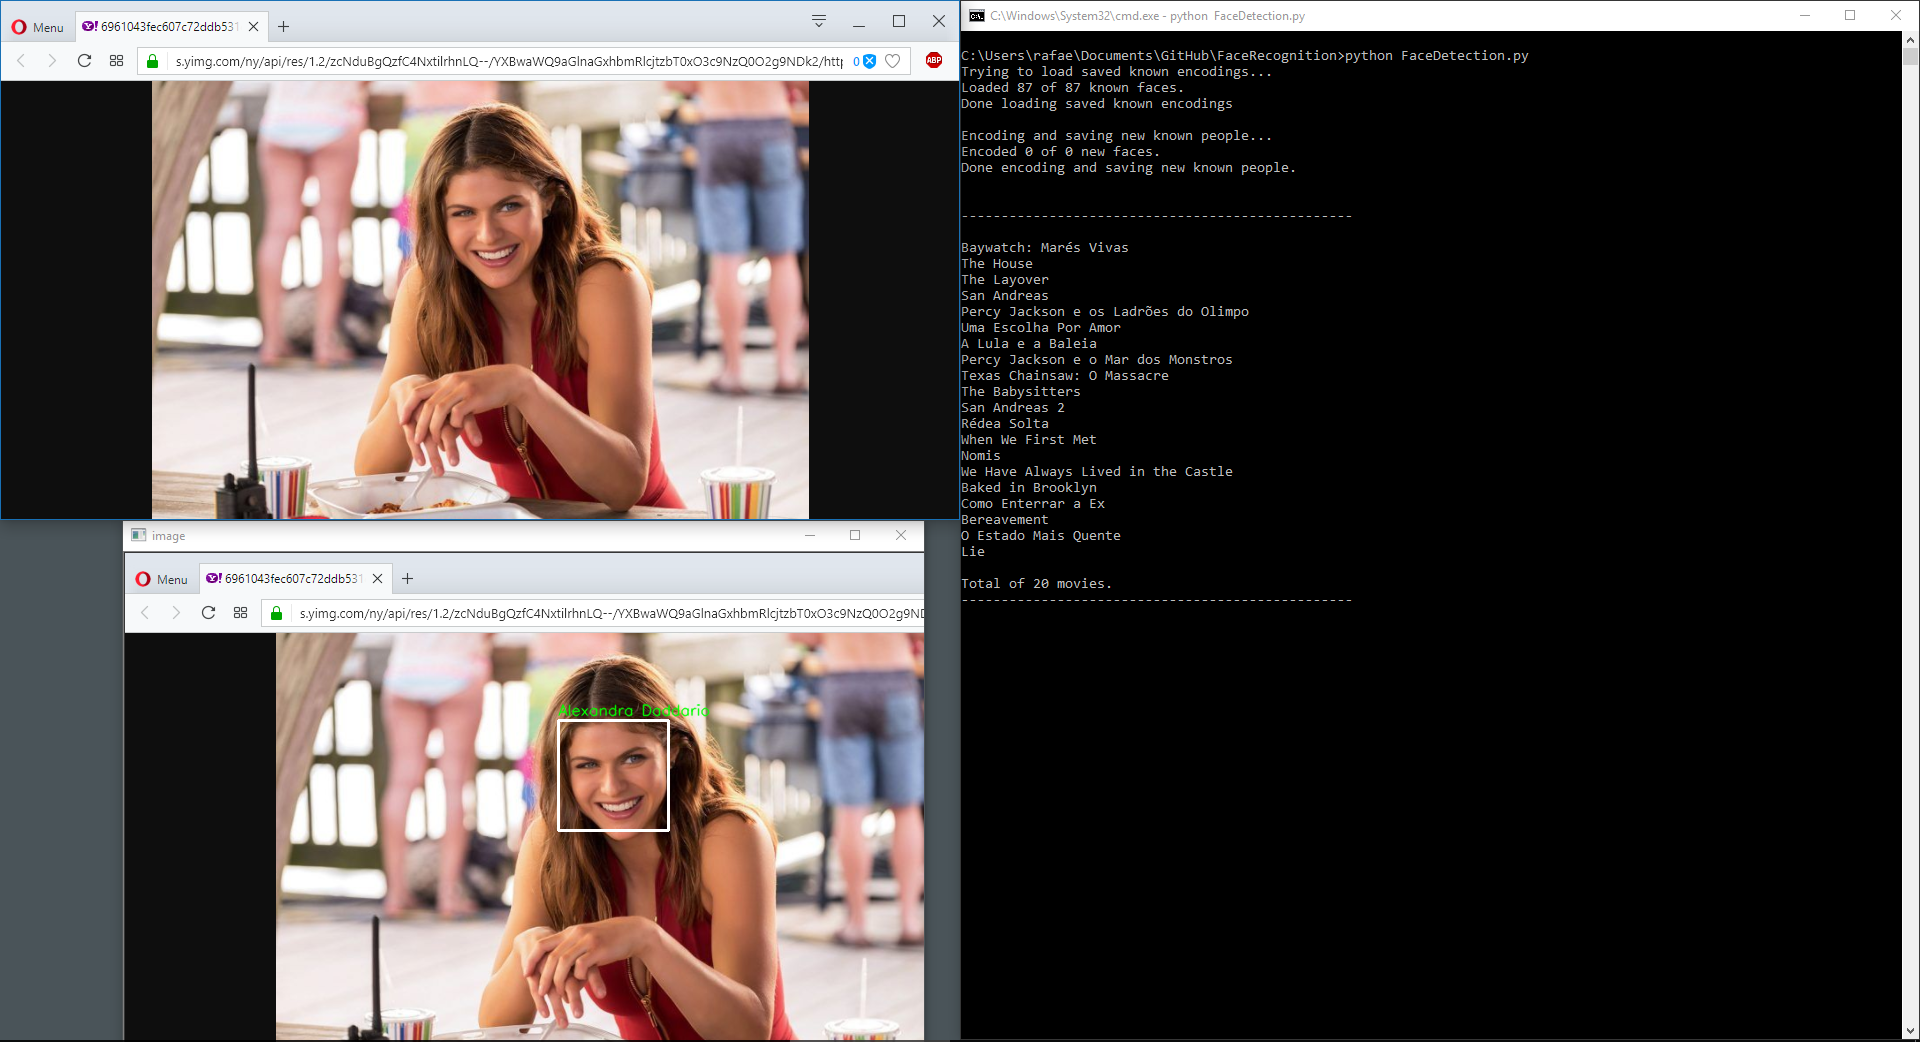 Menu
Y! 6961043fec607c72ddb531
s.yimg.com/ny/api/res/1.2/zcNduBgQzfC4NxtilrhnLQ--/YXBwaWQ9aGlnaGxhbmRlcjtzbT0xO3c9NzQ0O2g9NDk2/http
0
ABP
image
Menu
Y! 6961043fec607c72ddb531
s.yimg.com/ny/api/res/1.2/zcNduBgQzfC4NxtilrhnLQ--/YXBwaWQ9aGlnaGxhbmRlcjtzbT0xO3c9NzQ0O2g9ND
Alexandra Daddario
C:\Windows\System32\cmd.exe - python  FaceDetection.py
C:\Users\rafae\Documents\GitHub\FaceRecognition>python FaceDetection.py
Trying to load saved known encodings...
Loaded 87 of 87 known faces.
Done loading saved known encodings
Encoding and saving new known people...
Encoded 0 of 0 new faces.
Done encoding and saving new known people.
-------------------------------------------------
Baywatch: Marés Vivas
The House
The Layover
San Andreas
Percy Jackson e os Ladrões do Olimpo
Uma Escolha Por Amor
A Lula e a Baleia
Percy Jackson e o Mar dos Monstros
Texas Chainsaw: O Massacre
The Babysitters
San Andreas 2
Rédea Solta
When We First Met
Nomis
We Have Always Lived in the Castle
Baked in Brooklyn
Como Enterrar a Ex
Bereavement
O Estado Mais Quente
Lie
Total of 20 movies.
-------------------------------------------------